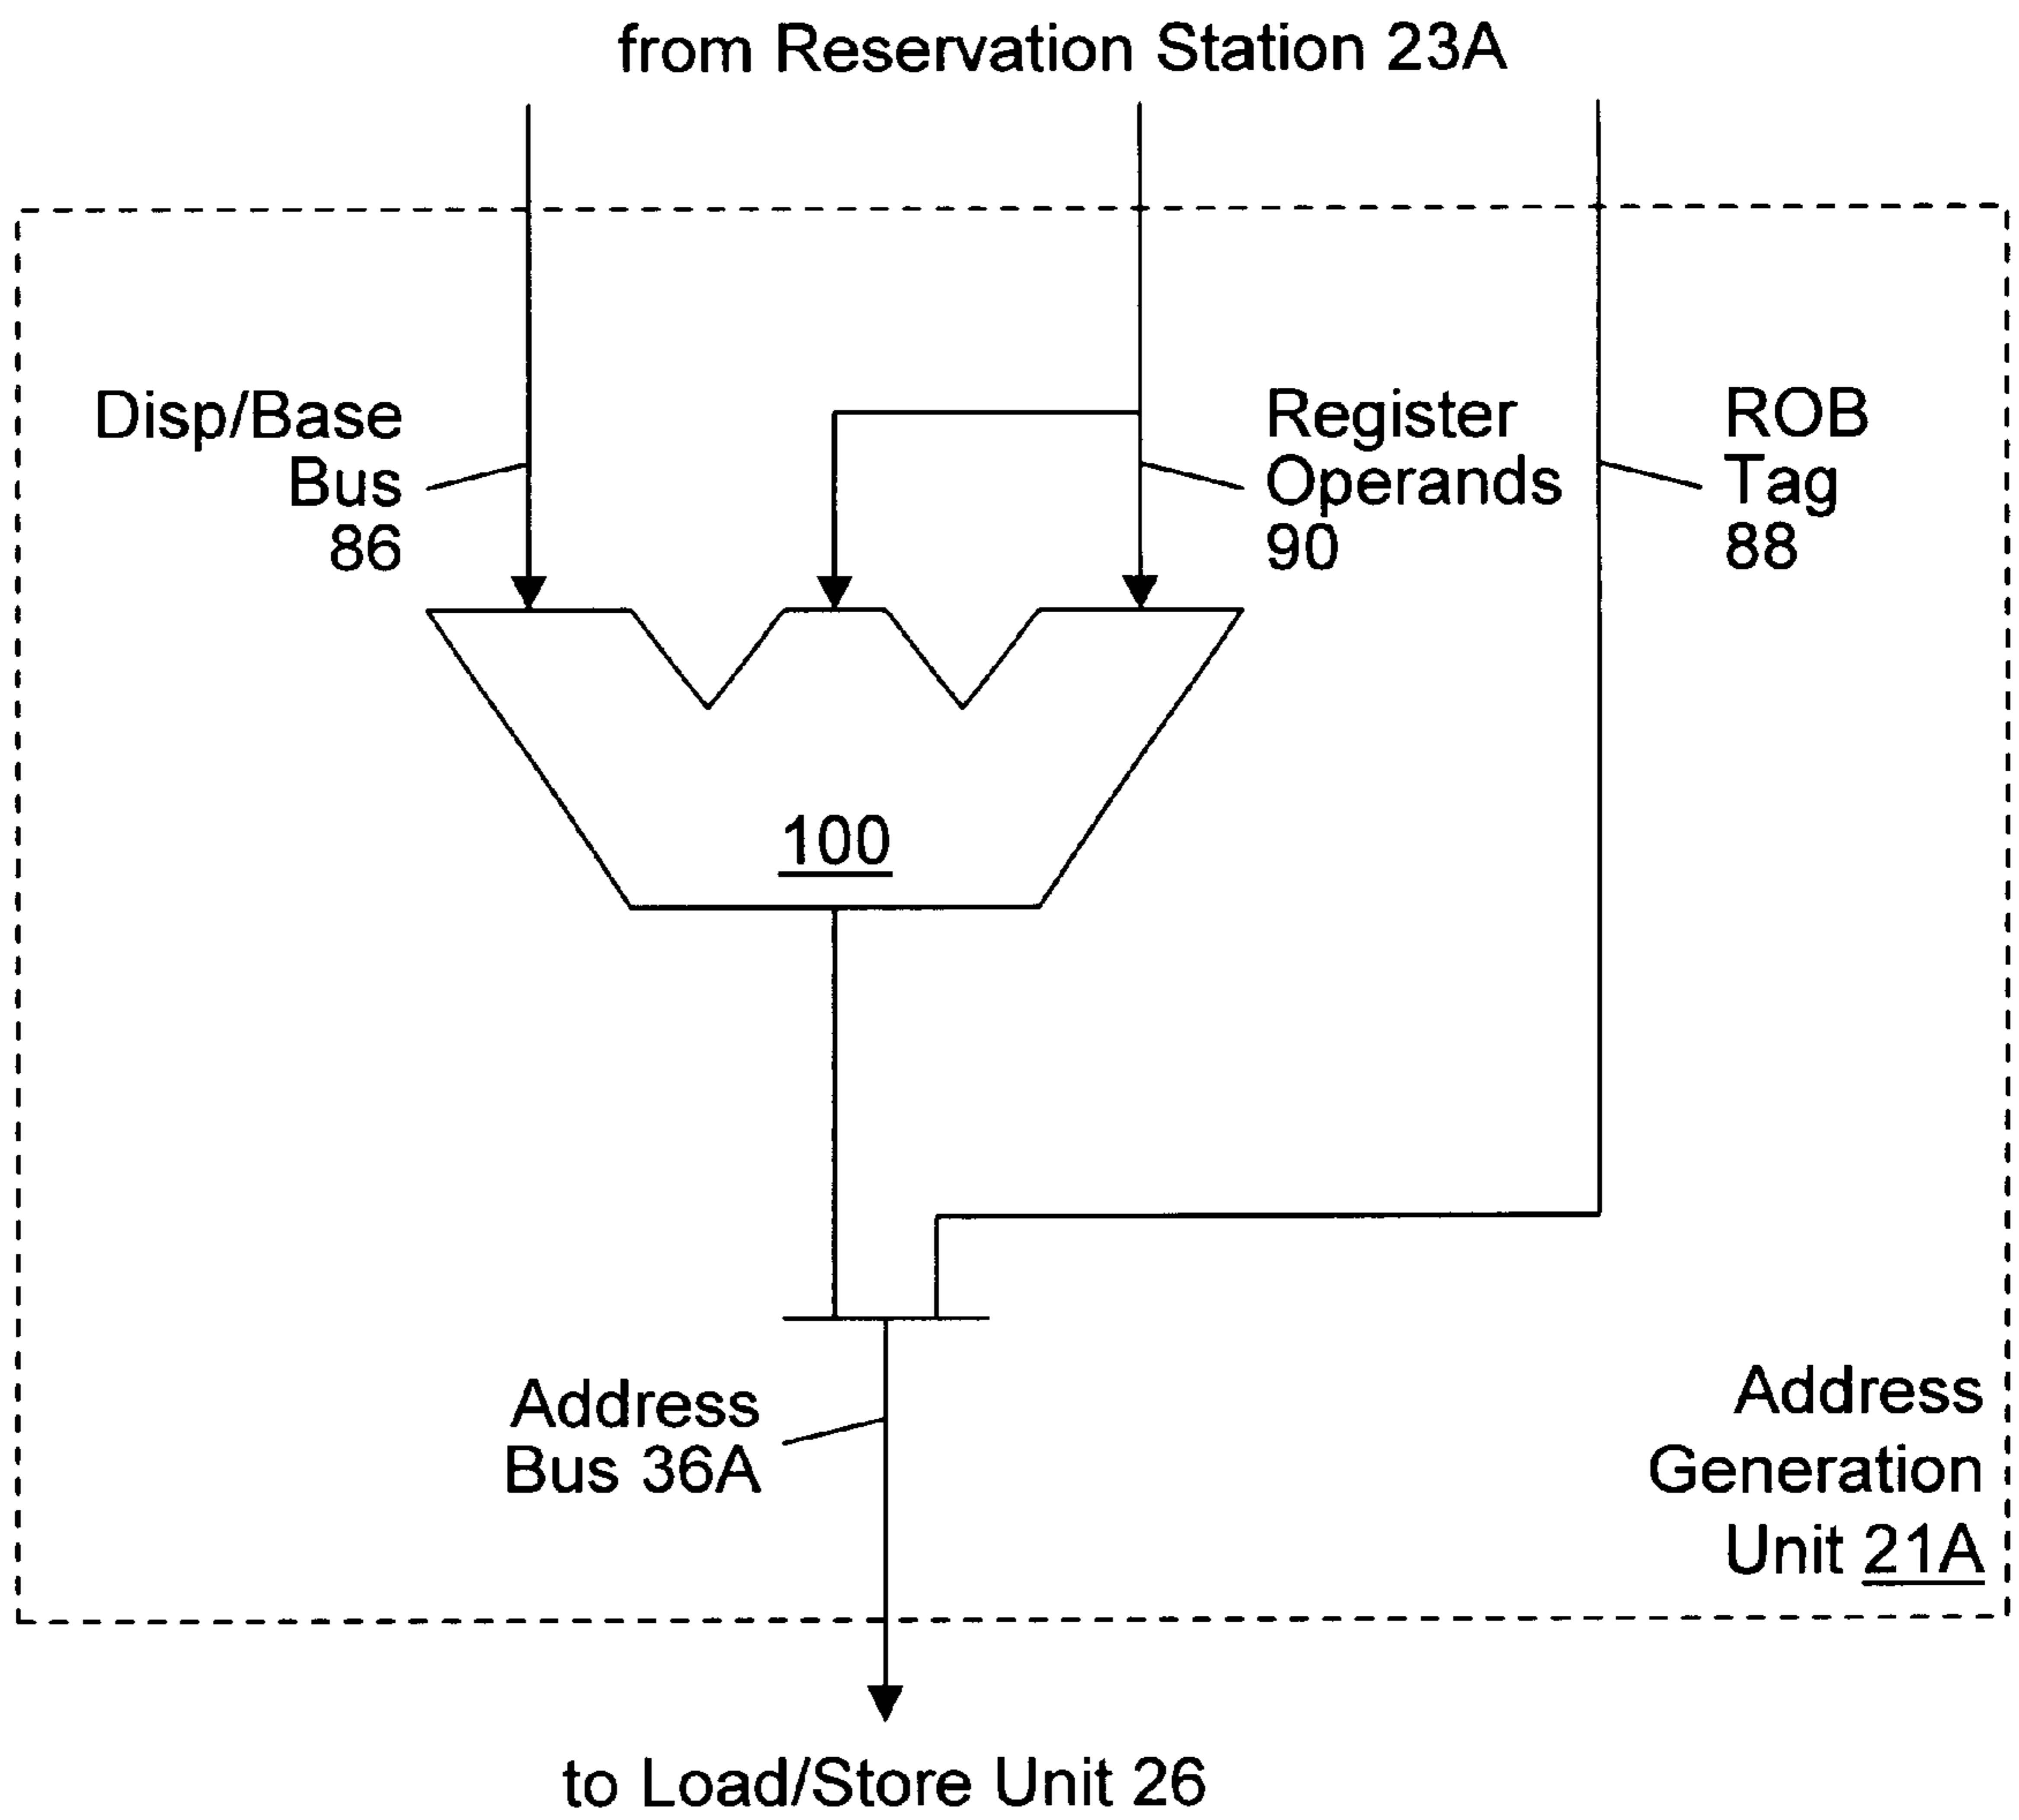 from Reservation Station 23A
Disp/Base
Bus
86
Register
Operands
90
ROB
Tag
88
100
Address
Bus 36A
Address
Generation
Unit 21A
to Load/Store Unit 26